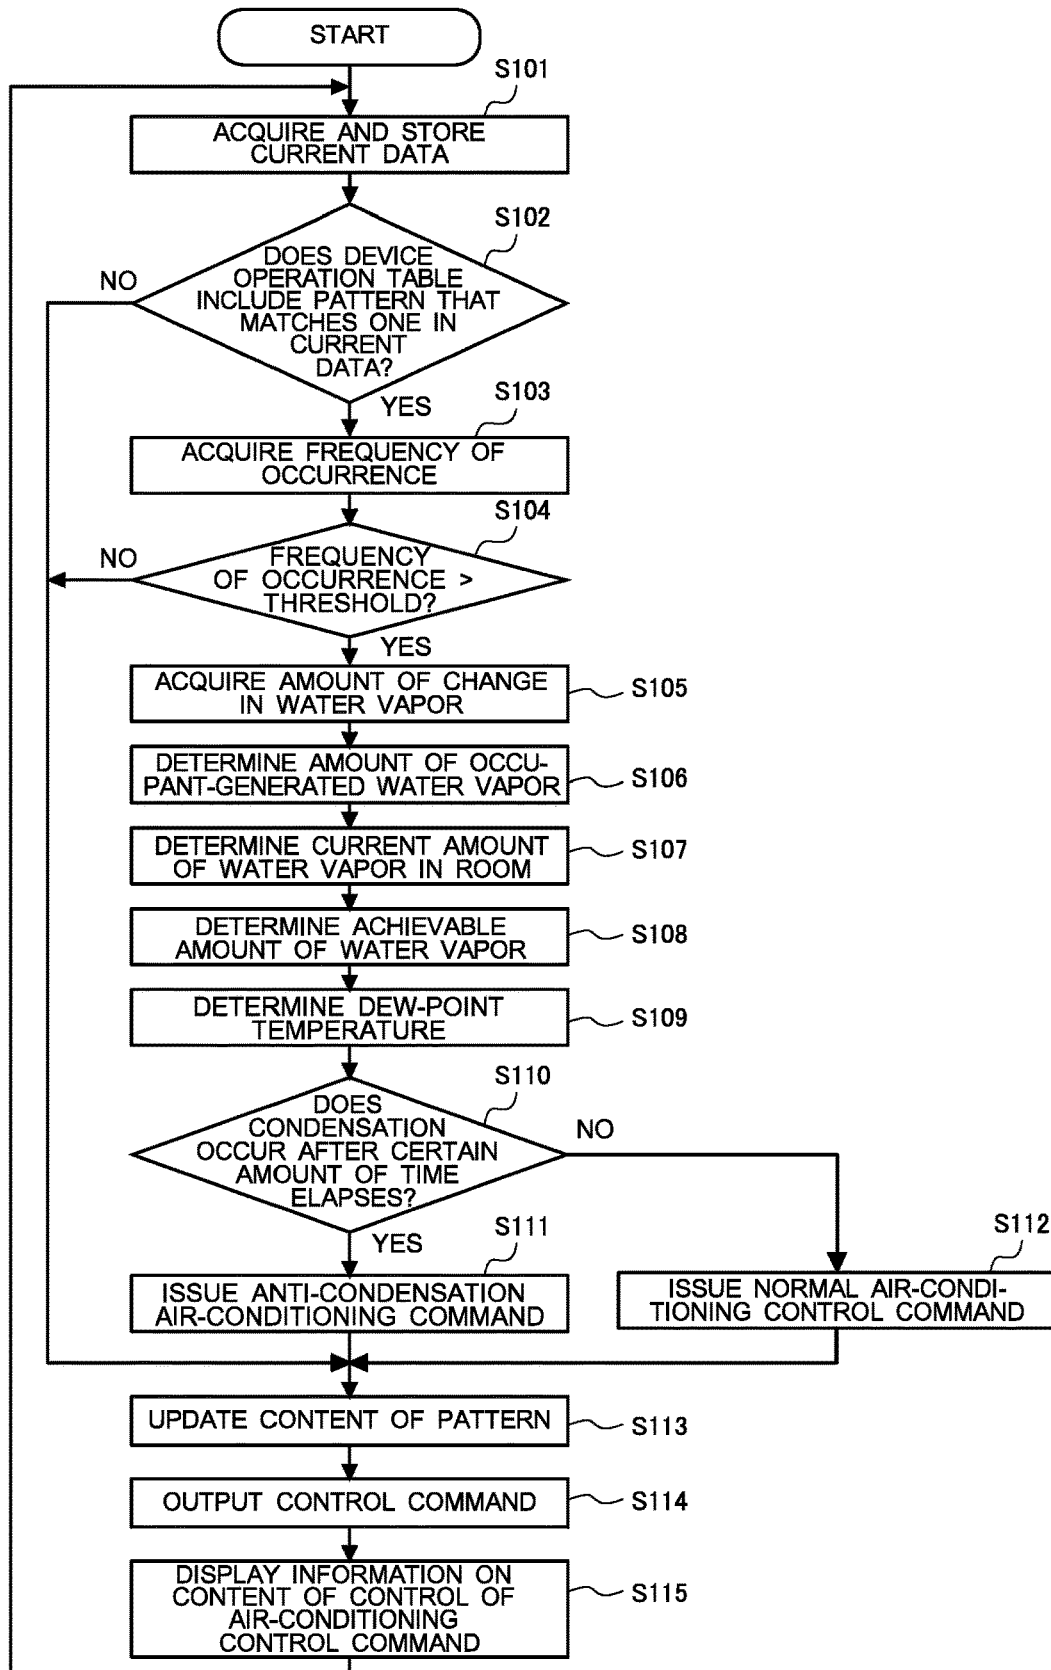 START
S101
ACQUIRE AND STORE
CURRENT DATA
S102
DOES DEVICE
OPERATION TABLE
INCLUDE PATTERN THAT
MATCHES ONE IN
CURRENT
DATA?
NO
YES
S103
ACQUIRE FREQUENCY OF
OCCURRENCE
S104
FREQUENCY
OF OCCURRENCE >
THRESHOLD?
NO
YES
ACQUIRE AMOUNT OF CHANGE
IN WATER VAPOR
S105
DETERMINE AMOUNT OF OCCU-
PANT-GENERATED WATER VAPOR
S106
DETERMINE CURRENT AMOUNT
OF WATER VAPOR IN ROOM
S107
DETERMINE ACHIEVABLE
AMOUNT OF WATER VAPOR
S108
DETERMINE DEW-POINT
TEMPERATURE
S109
S110
DOES
CONDENSATION
OCCUR AFTER CERTAIN
AMOUNT OF TIME
ELAPSES?
NO
YES
S111
ISSUE ANTI-CONDENSATION
AIR-CONDITIONING COMMAND
S112
ISSUE NORMAL AIR-CONDI-
TIONING CONTROL COMMAND
UPDATE CONTENT OF PATTERN
S113
OUTPUT CONTROL COMMAND
S114
DISPLAY INFORMATION ON
CONTENT OF CONTROL OF
AIR-CONDITIONING
CONTROL COMMAND
S115